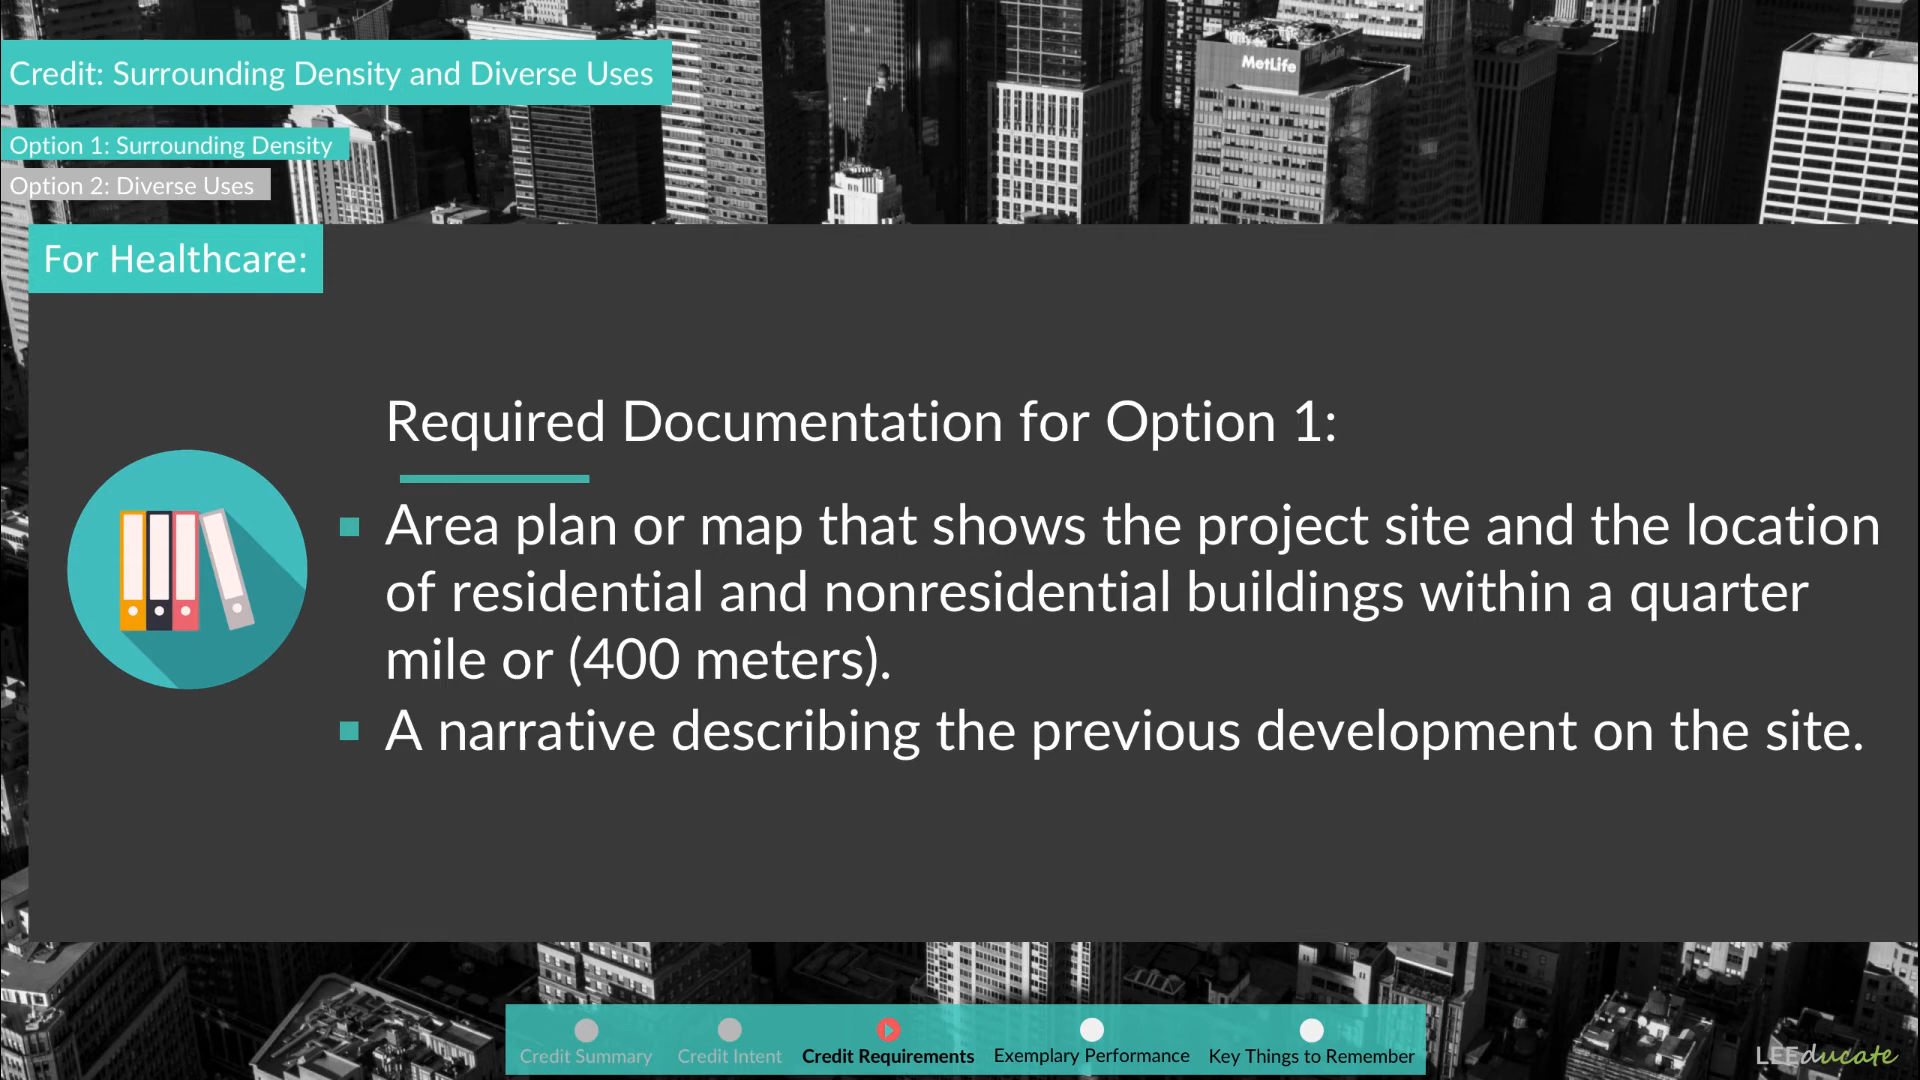 Credit: Surrounding Density and Diverse Uses
MetLife
Option 1: Surrounding Density
Option 2: Diverse Uses
For Healthcare:
Required Documentation for Option 1:
Area plan or map that shows the project site and the location
of residential and nonresidential buildings within a quarter
mile or (400 meters).
A narrative describing the previous development on the site.
Credit Summary
Credit Intent
Credit Requirements
Exemplary Performance
Key Things to Remember
LEEducate